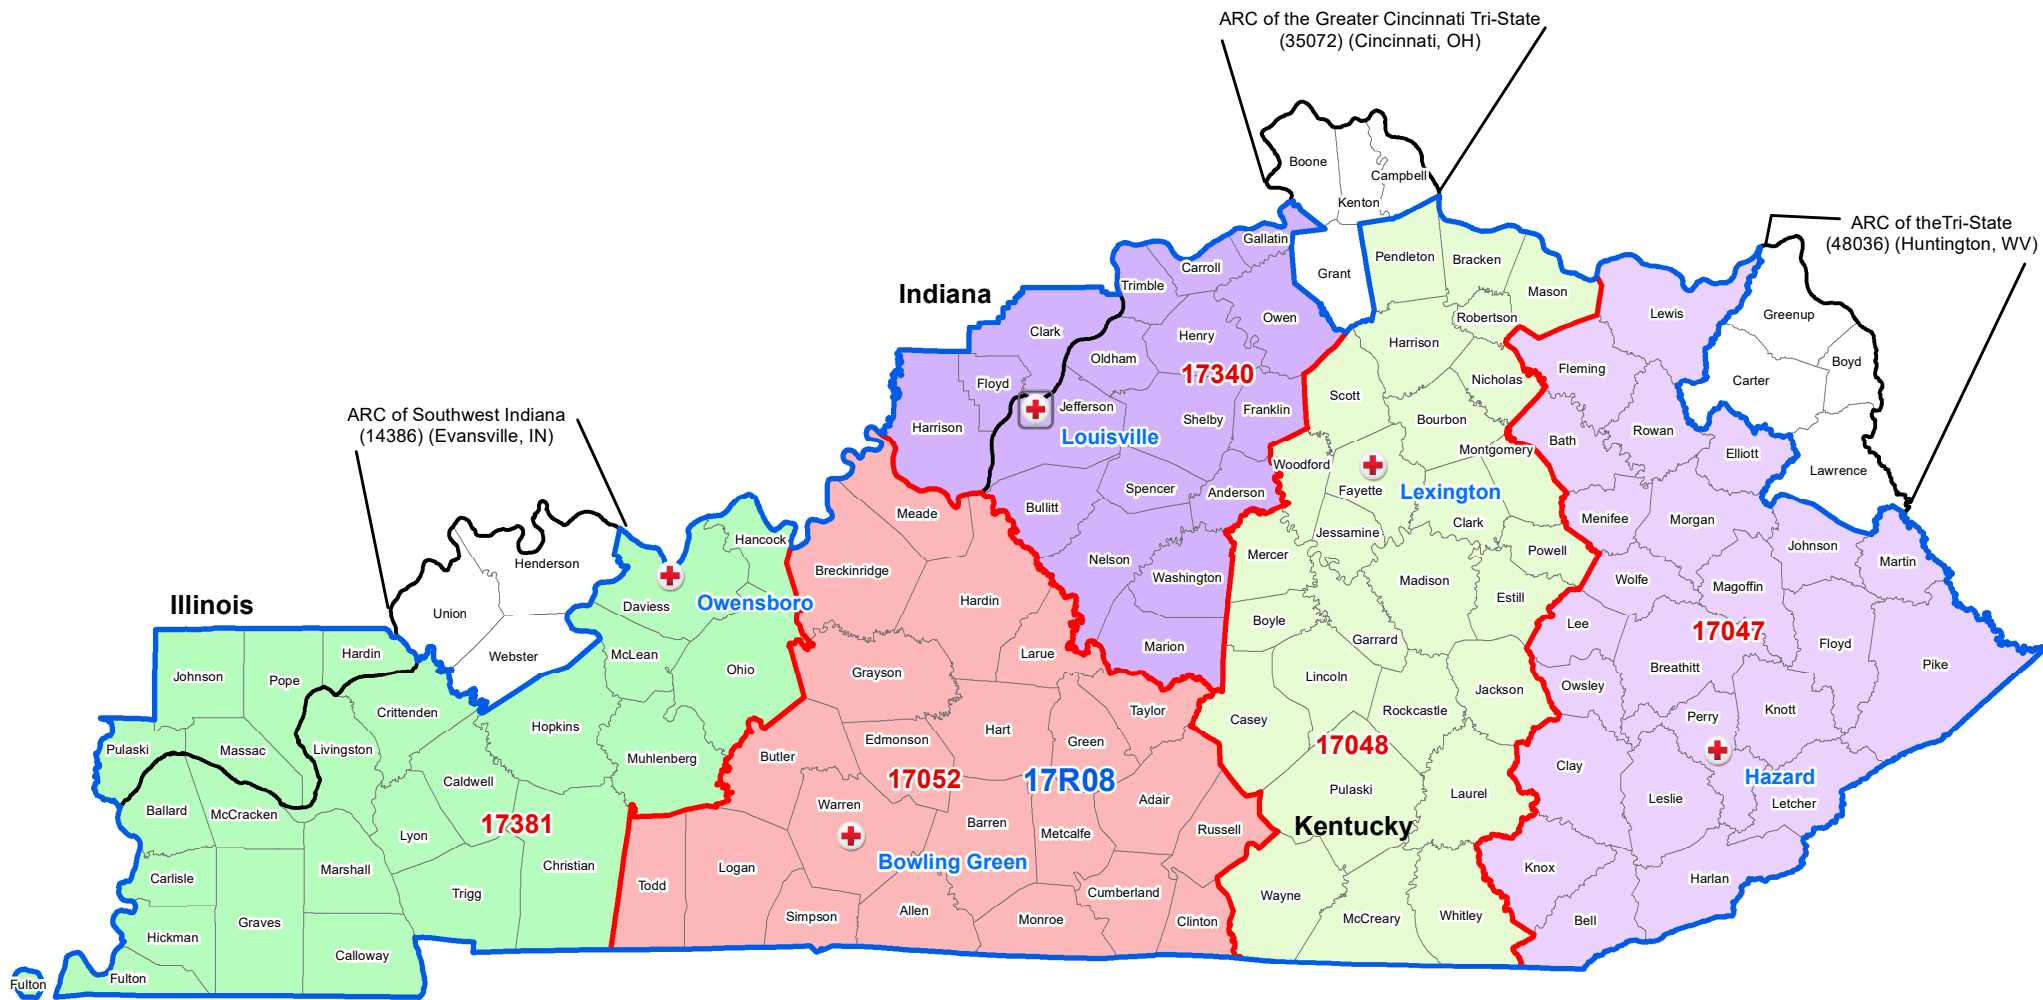 ARC of the Greater Cincinnati Tri-State
(35072) (Cincinnati, OH)
Boone
Campbell
Kenton
ARC of theTri-State
(48036) (Huntington, WV)
Gallatin
Carroll
Trimble
Grant
Pendleton
Bracken
Mason
Indiana
Clark
Owen
Henry
Oldham
17340
Floyd
Jefferson
Shelby
Franklin
Harrison
Louisville
Robertson
Harrison
Nicholas
Scott
Bourbon
Montgomery
Lewis
Fleming
Greenup
Boyd
Carter
Rowan
Bath
Elliott
Lawrence
ARC of Southwest Indiana
(14386) (Evansville, IN)
Woodford
Fayette
Lexington
Clark
Jessamine
Spencer
Anderson
Bullitt
Meade
Menifee
Morgan
Johnson
Martin
Hancock
Henderson
Breckinridge
Nelson
Washington
Mercer
Madison
Powell
Estill
Wolfe
Magoffin
Daviess
Owensboro
Union
Hardin
Illinois
Boyle
Garrard
Lee
17047
Floyd
Pike
Breathitt
Webster
McLean
Ohio
Larue
Marion
Grayson
Hardin
Johnson
Pope
Lincoln
Jackson
Owsley
Crittenden
Hopkins
Taylor
Casey
Rockcastle
Perry
Knott
Pulaski
Massac
Livingston
Muhlenberg
Butler
Edmonson
Hart
Green
17048
Clay
Hazard
Caldwell
17052
17R08
Pulaski
Laurel
Leslie
Letcher
Ballard
McCracken
Lyon
17381
Warren
Barren
Metcalfe
Adair
Russell
Kentucky
Bowling Green
Carlisle
Marshall
Christian
Trigg
Todd
Logan
Knox
Harlan
Cumberland
Wayne
Hickman
Graves
Simpson
Allen
Monroe
Clinton
McCreary
Whitley
Bell
Calloway
Fulton
Fulton